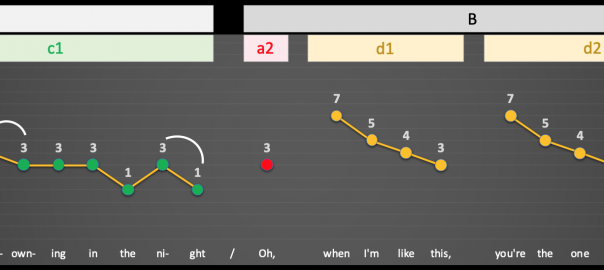 B
c1 a2 d1 d2
7 7
5 5
4 4
3 3 3 3 3 3
1 1
- own- ing in the ni- ght / Oh, when I'm like this, you're the one